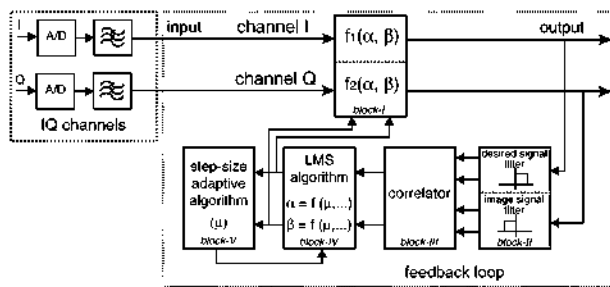 I
A/D
input
channel I
f1(α, β)
output
Q
A/D
channel Q
f2(α, β)
IQ channels
block-I
step-size
adaptive
algorithm
(μ)
block-V
LMS
algorithm
α = f (μ,...)
β = f (μ,...)
block-IV
correlator
block-III
desired signal
filter
image signal
filter
block-II
feedback loop